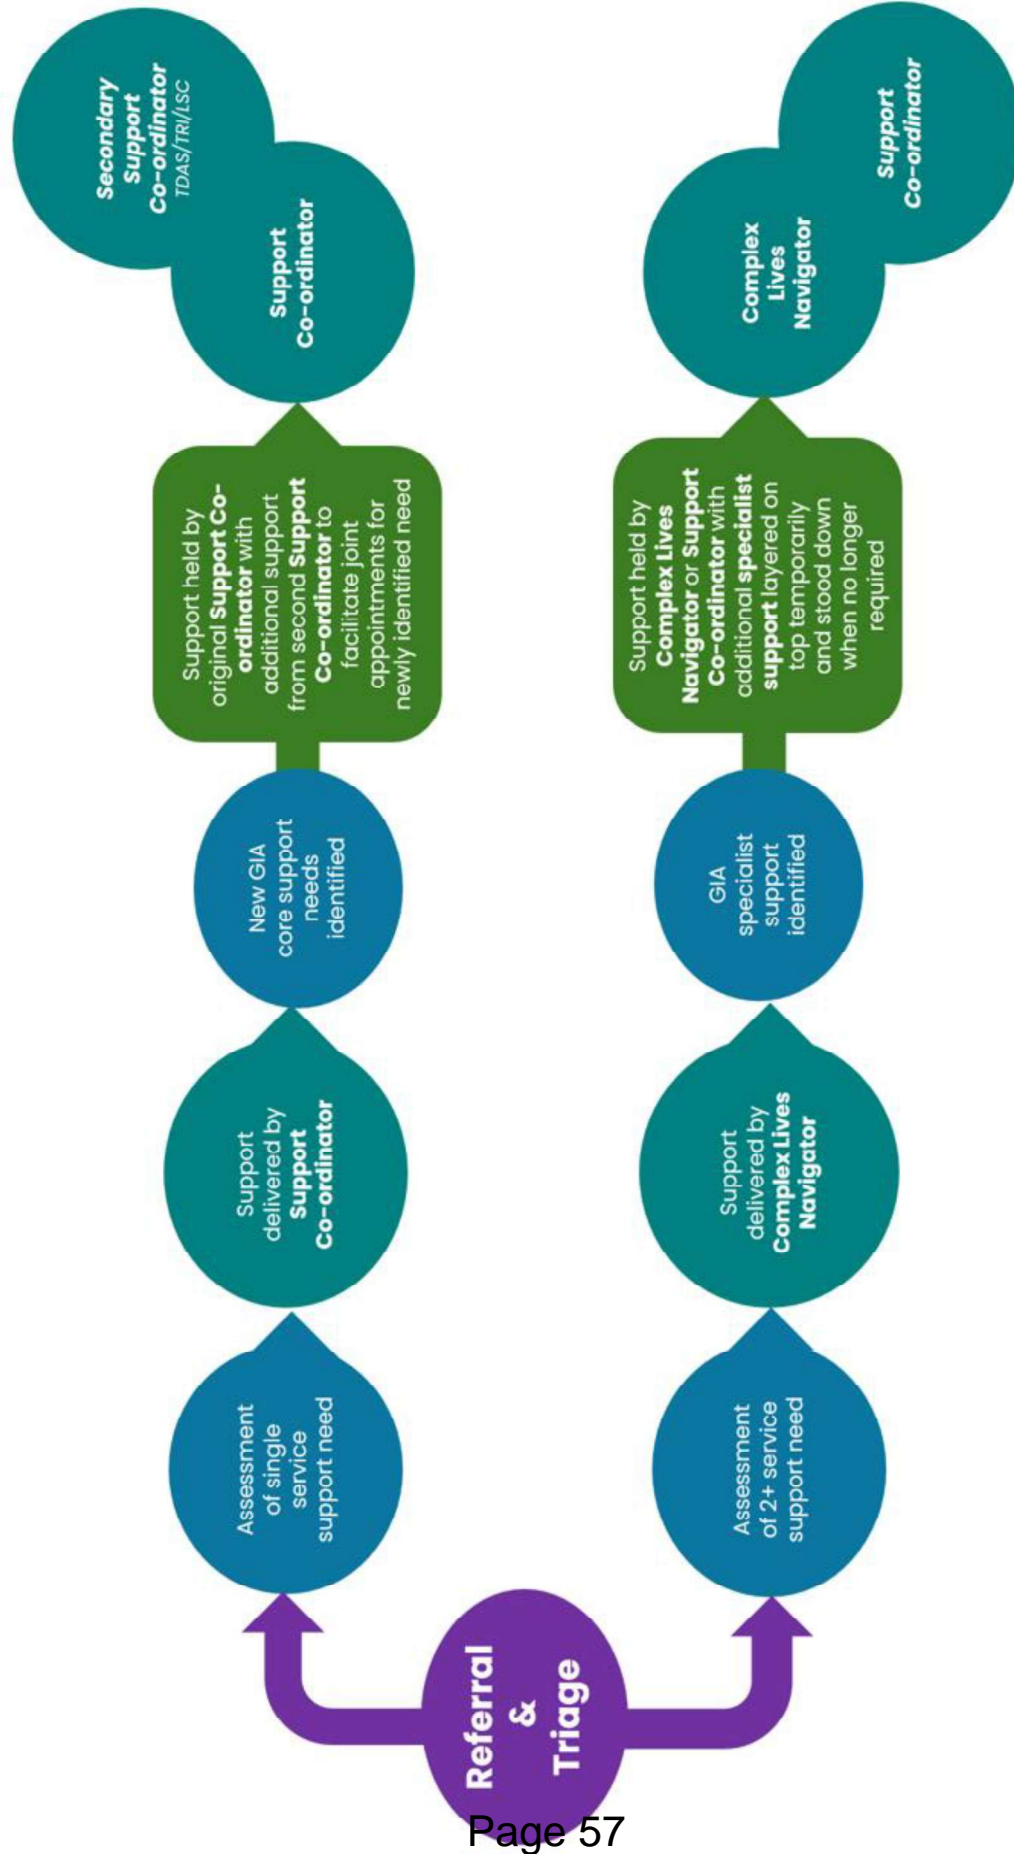 Referral
&
Triage
Assessment
of single
service
support need
Support
delivered by
Support
Co-ordinator
New GIA
core support
needs
identified
Support held by
original Support Co-
ordinator with
additional support
from second Support
Co-ordinator to
facilitate joint
appointments for
newly identified need
Support
Co-ordinator
Secondary
Support
Co-ordinator
TDAS/TRI/LSC
Assessment
of 2+ service
support need
Support
delivered by
Complex Lives
Navigator
GIA
specialist
support
identified
Support held by
Complex Lives
Navigator or Support
Co-ordinator with
additional specialist
support layered on
top temporarily
and stood down
when no longer
required
Complex
Lives
Navigator
Support
Co-ordinator
Page 57